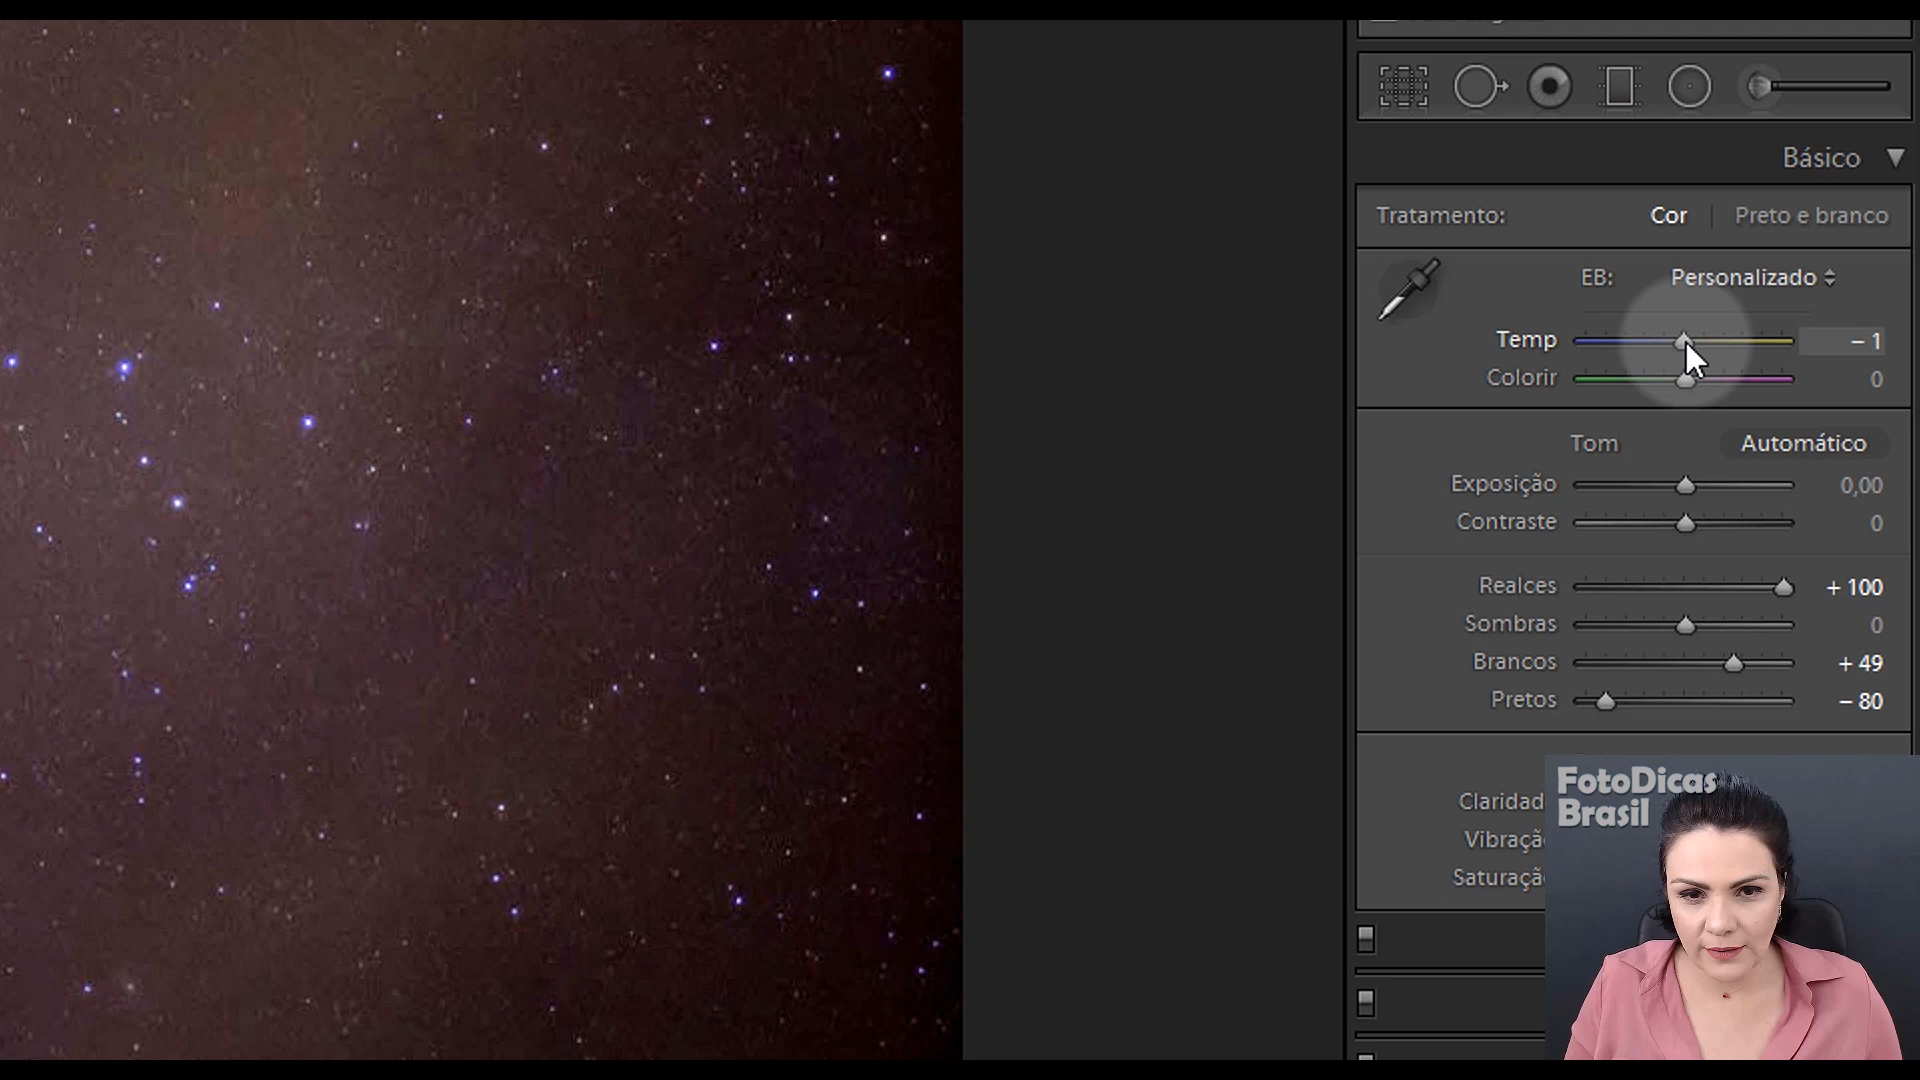 Básico
Tratamento: Cor Preto e branco
EB: Personalizado
Temp – 1
Colorir 0
Tom Automático
Exposição 0,00
Contraste 0
Realces + 100
Sombras 0
Brancos + 49
Pretos – 80
Claridad
Vibraçã
Saturaçã
FotoDicas
Brasil